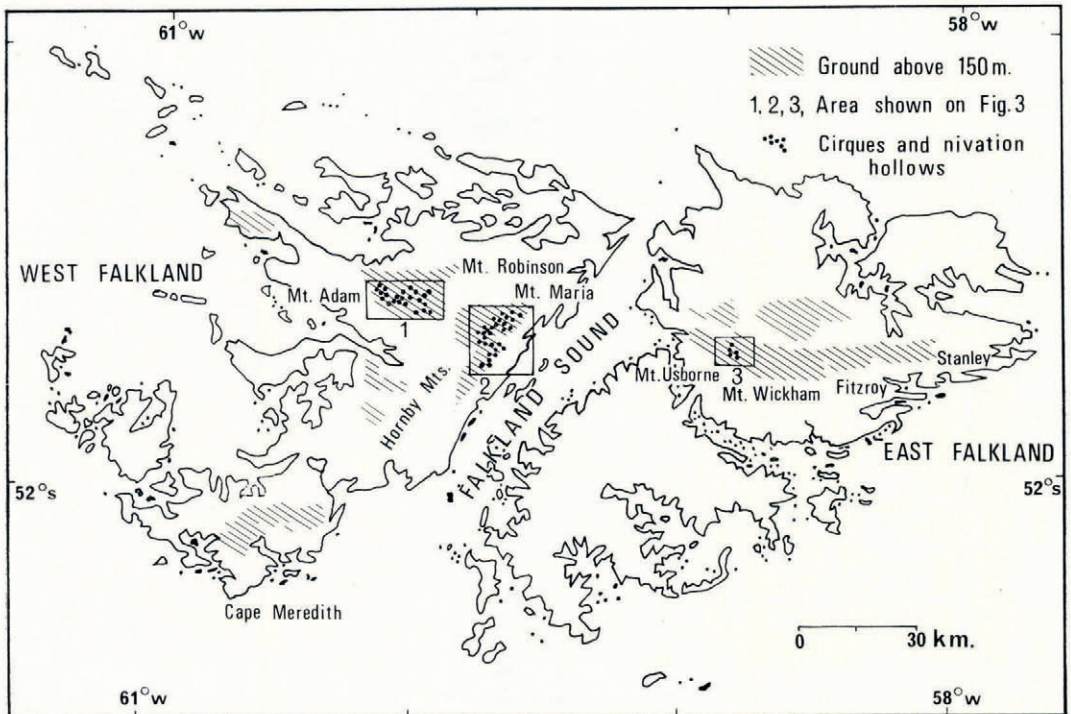 61°W
58°W
Ground above 150m.
1, 2, 3, Area shown on Fig. 3
Cirques and nivation
hollows
WEST FALKLAND
Mt. Robinson
Mt. Adam
Mt. Maria
1
2
Hornby Mts.
FALKLAND SOUND
Mt. Usborne
3
Mt. Wickham
Stanley
Fitzroy
EAST FALKLAND
52°s
52°s
Cape Meredith
0 30 km.
61°W
58°W